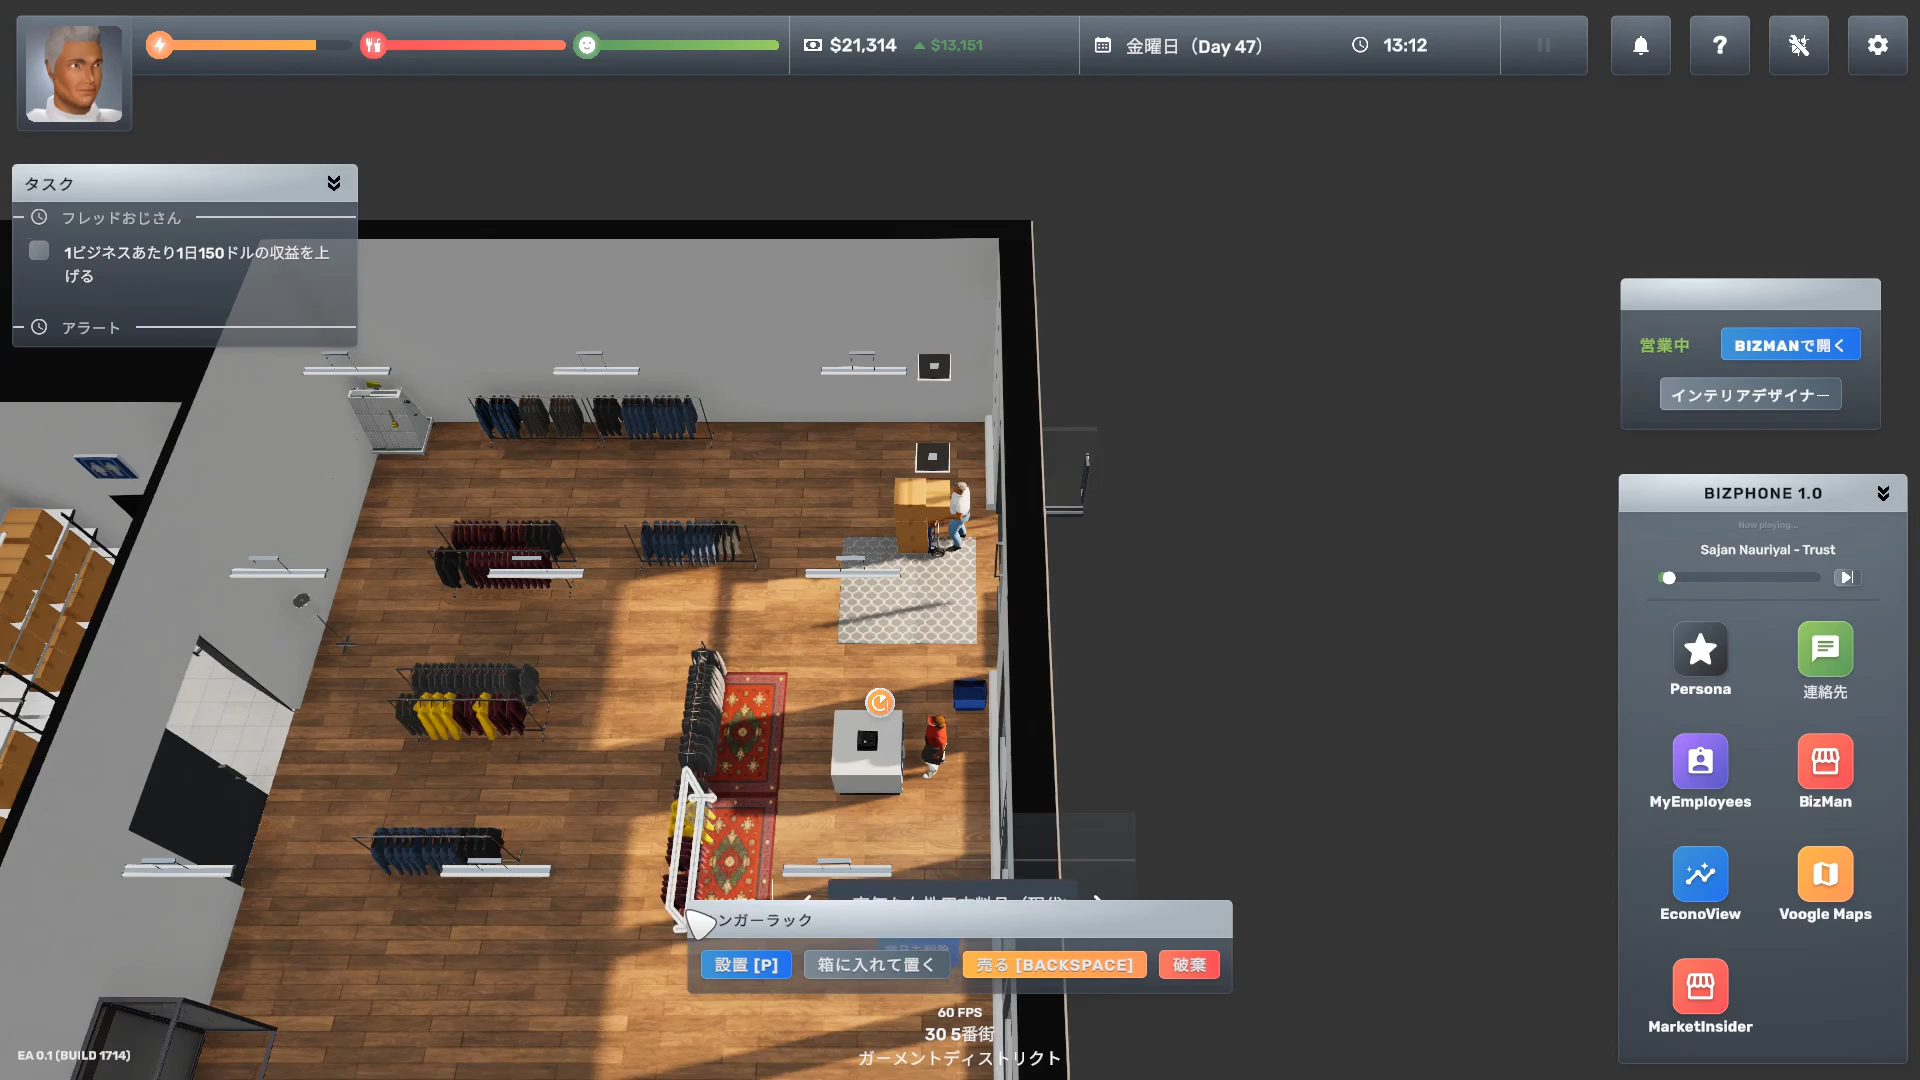 $21,314
$13,151
金曜日（Day 47）
13:12
?
タスク
フレッドおじさん
1ビジネスあたり1日150ドルの収益を上
げる
アラート
営業中
BIZMANで開く
インテリアデザイナー
BIZPHONE 1.0
Now playing...
Sajan Nauriyal - Trust
Persona
連絡先
MyEmployees
BizMan
EconoView
Voogle Maps
MarketInsider
ンガーラック
設置 [P]
箱に入れて置く
売る [BACKSPACE]
破棄
60 FPS
30 5番街
ガーメントディストリクト
EA 0.1 (BUILD 1714)